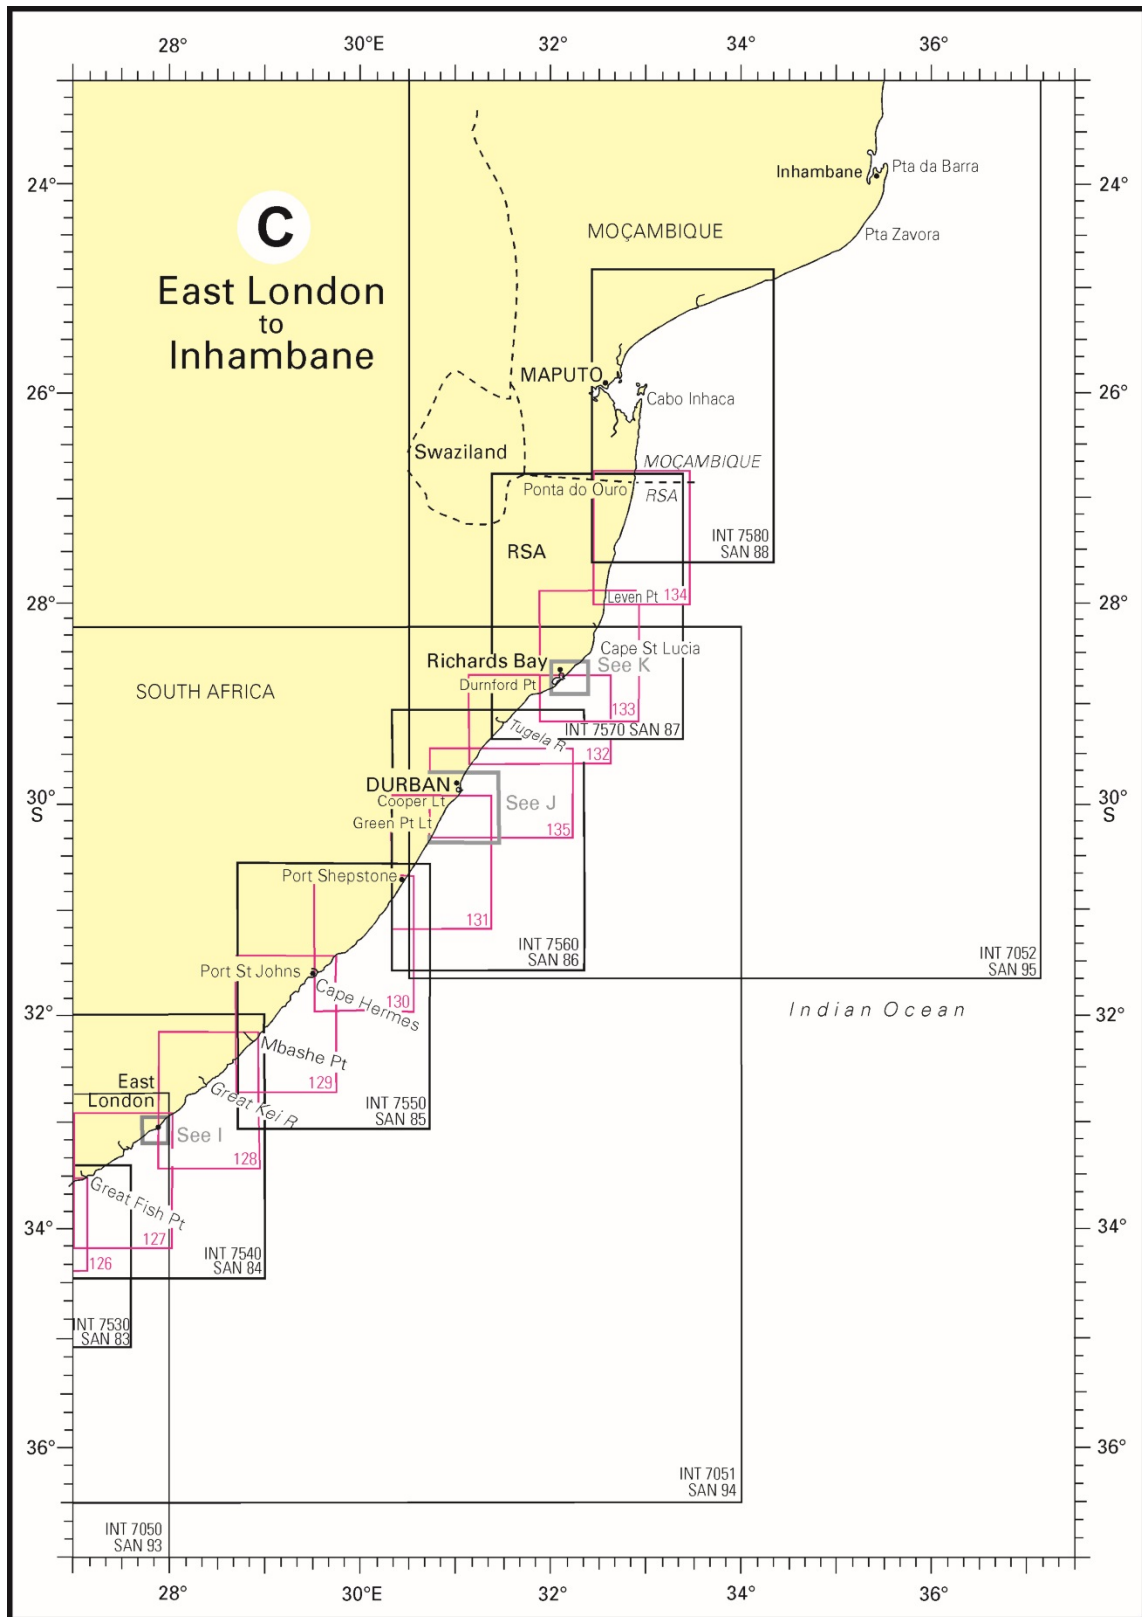 28°
30°E
32°
34°
36°
24°
24°
26°
26°
28°
28°
30°
S
30°
S
32°
32°
34°
34°
36°
36°
C
East London
to
Inhambane
Inhambane
Pta da Barra
Pta Zavora
MOÇAMBIQUE
MAPUTO
Cabo Inhaca
Swaziland
MOÇAMBIQUE
Ponta do Ouro
RSA
RSA
INT 7580
SAN 88
Leven Pt
134
Cape St Lucia
Richards Bay
See K
Durnford Pt
SOUTH AFRICA
133
INT 7570 SAN 87
Tugela R
132
DURBAN
Cooper Lt
See J
Green Pt Lt
135
Port Shepstone
131
INT 7560
SAN 86
INT 7052
SAN 95
Port St Johns
Cape Hermes
130
Indian Ocean
Mbashe Pt
East
London
129
Great Kei R
INT 7550
SAN 85
See I
128
Great Fish Pt
127
126
INT 7540
SAN 84
INT 7530
SAN 83
INT 7051
SAN 94
INT 7050
SAN 93
28°
30°E
32°
34°
36°